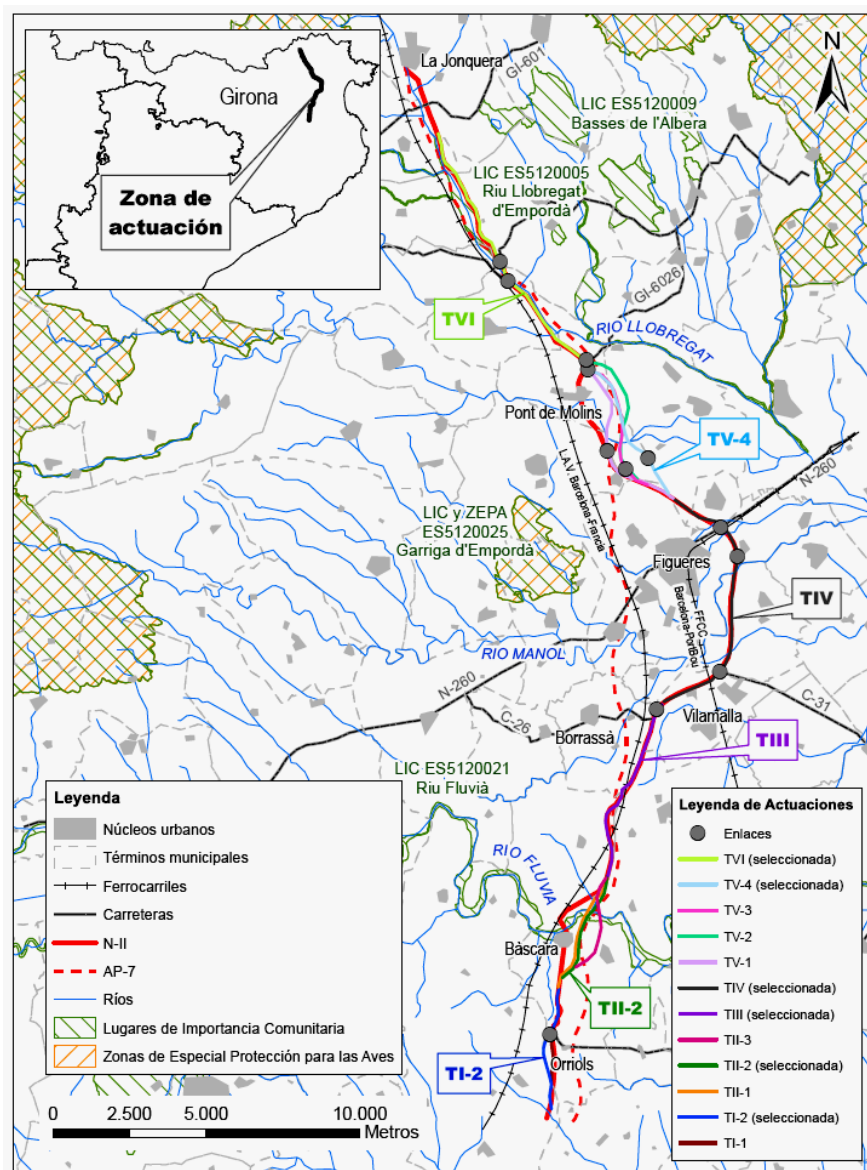 Girona
Zona de
actuación
N
La Jonquera
GI-601
LIC ES5120009
Basses de l'Albera
LIC ES5120005
Riu Llobregat
d'Empordà
TVI
GI-6026
RIO LLOBREGAT
Pont de Molins
TV-4
L.A.V. Barcelona-Francia
N-260
LIC y ZEPA
ES5120025
Garriga d'Empordà
Figueres
FFCC
Barcelona-PortBou
TIV
RIO MANOL
N-260
C-26
C-31
Borrassà
Vilamalla
TIII
LIC ES5120021
Riu Fluvià
RIO FLUVIA
Bàscara
TII-2
TI-2
Orriols
Leyenda
Núcleos urbanos
Términos municipales
Ferrocarriles
Carreteras
N-II
AP-7
Ríos
Lugares de Importancia Comunitaria
Zonas de Especial Protección para las Aves
0 2.500 5.000 10.000
Metros
Leyenda de Actuaciones
Enlaces
TVI (seleccionada)
TV-4 (seleccionada)
TV-3
TV-2
TV-1
TIV (seleccionada)
TIII (seleccionada)
TII-3
TII-2 (seleccionada)
TII-1
TI-2 (seleccionada)
TI-1